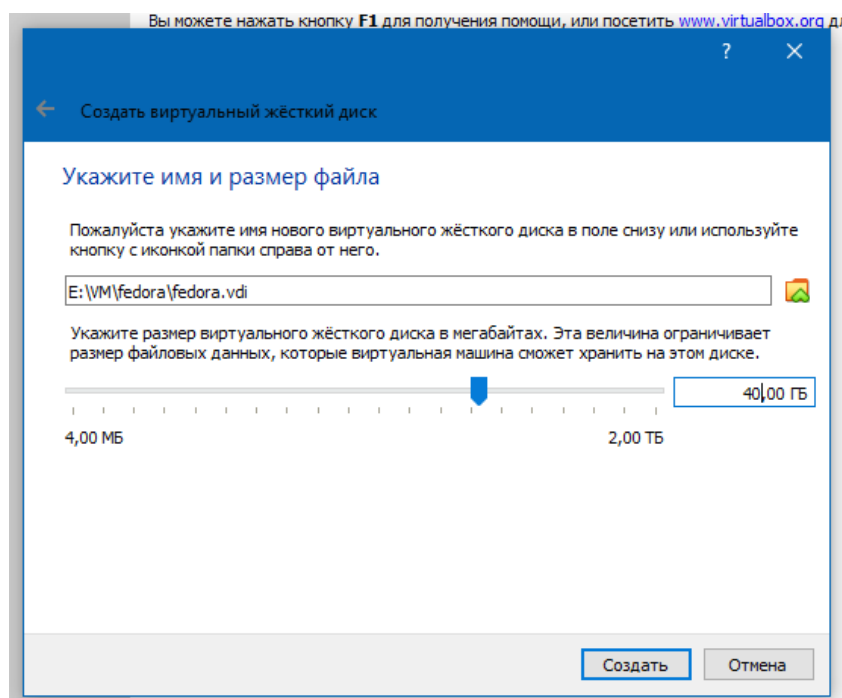 Вы можете нажать кнопку F1 для получения помощи, или посетить www.virtualbox.org дл
?
Создать виртуальный жёсткий диск
Укажите имя и размер файла
Пожалуйста укажите имя нового виртуального жёсткого диска в поле снизу или используйте
кнопку с иконкой папки справа от него.
E:\VM\fedora\fedora.vdi
Укажите размер виртуального жёсткого диска в мегабайтах. Эта величина ограничивает
размер файловых данных, которые виртуальная машина сможет хранить на этом диске.
40,00 ГБ
4,00 МБ 2,00 ТБ
Создать Отмена